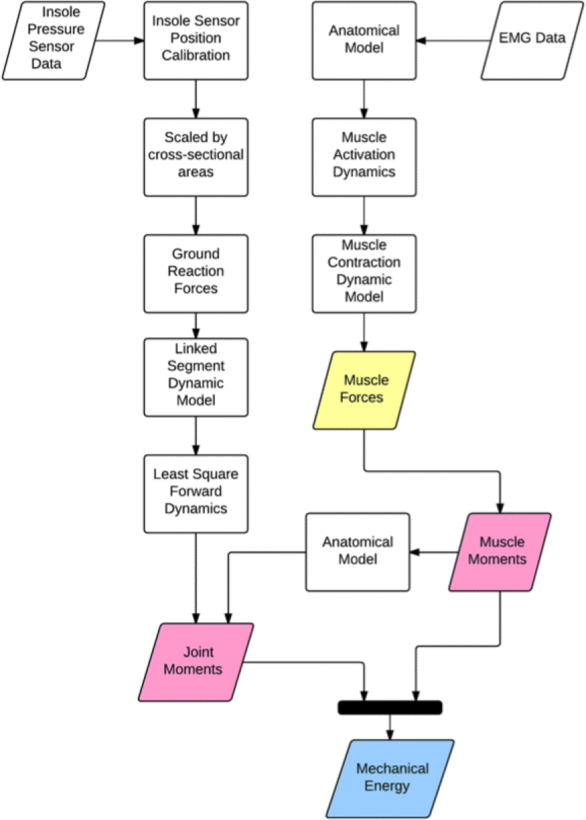 Insole
Pressure
Sensor
Data
Insole Sensor
Position
Calibration
Anatomical
Model
EMG Data
Scaled by
cross-sectional
areas
Muscle
Activation
Dynamics
Ground
Reaction
Forces
Muscle
Contraction
Dynamic
Model
Linked
Segment
Dynamic
Model
Muscle
Forces
Least Square
Forward
Dynamics
Anatomical
Model
Muscle
Moments
Joint
Moments
Mechanical
Energy